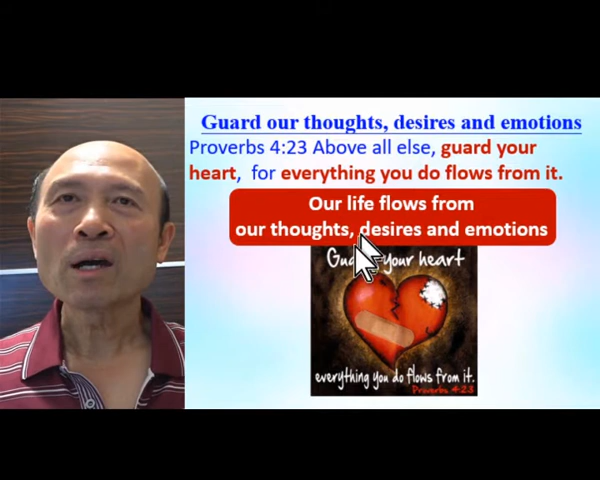 Guard our thoughts, desires and emotions
Proverbs 4:23 Above all else, guard your
heart, for everything you do flows from it.
Our life flows from
our thoughts, desires and emotions
your heart
everything you do flows from it.
Proverbs 4:23